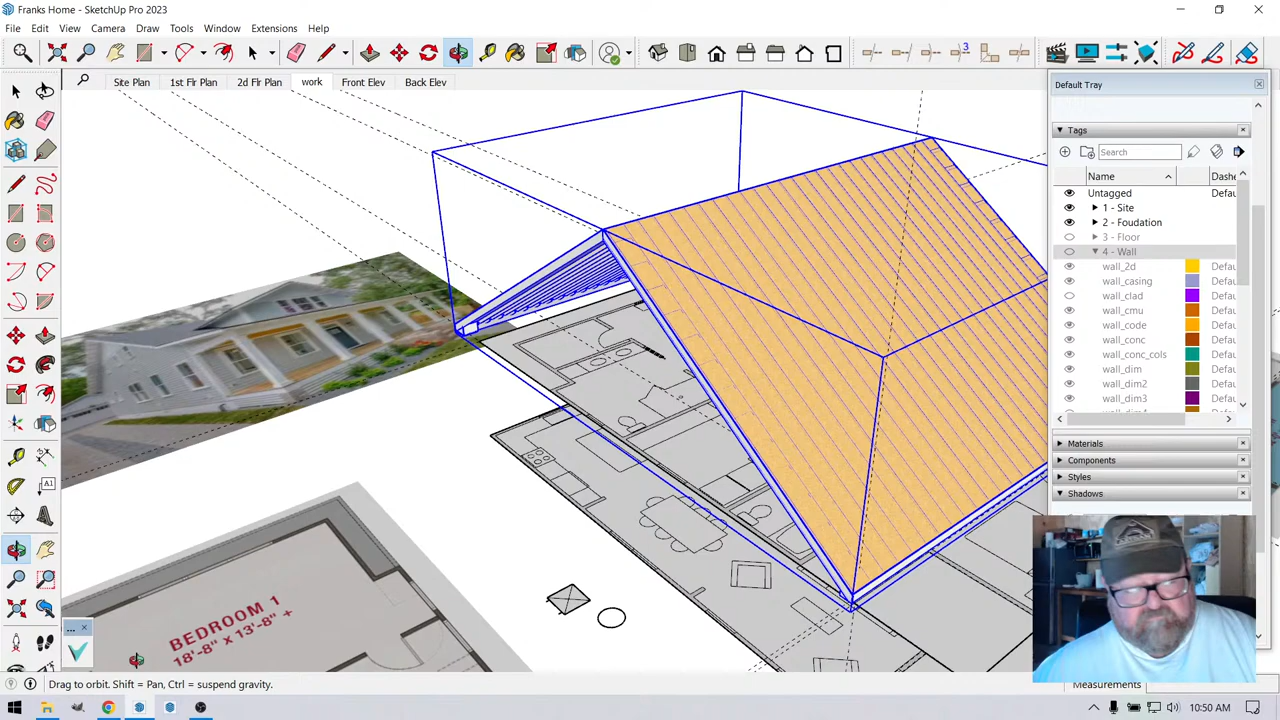 Franks Home - SketchUp Pro 2023
File Edit View Camera Draw Tools Window Extensions Help
3
Site Plan 1st Flr Plan 2d Flr Plan work Front Elev Back Elev
Default Tray
Tags
Search
Name Dashe
Untagged Defau
1 - Site
2 - Foudation
3 - Floor
4 - Wall
wall_2d Defau
wall_casing Defau
wall_clad Defau
wall_cmu Defau
wall_code Defau
wall_conc Defau
wall_conc_cols Defau
wall_dim Defau
wall_dim2 Defau
wall_dim3 Defau
Materials
Components
Styles
Shadows
A1
BEDROOM 1
18'-8" X 13'-8" +
...
Drag to orbit. Shift = Pan, Ctrl = suspend gravity.
Measurements
10:50 AM